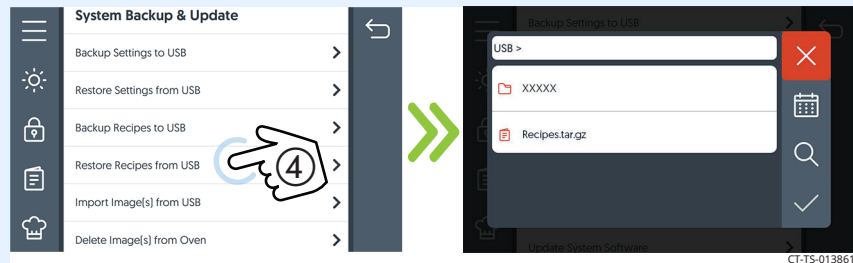 System Backup & Update
Backup Settings to USB
Restore Settings from USB
Backup Recipes to USB
Restore Recipes from USB
4
Import Image(s) from USB
Delete Image(s) from Oven
Backup Settings to USB
USB >
XXXXX
Recipes.tar.gz
Update System Software
CT-TS-013861